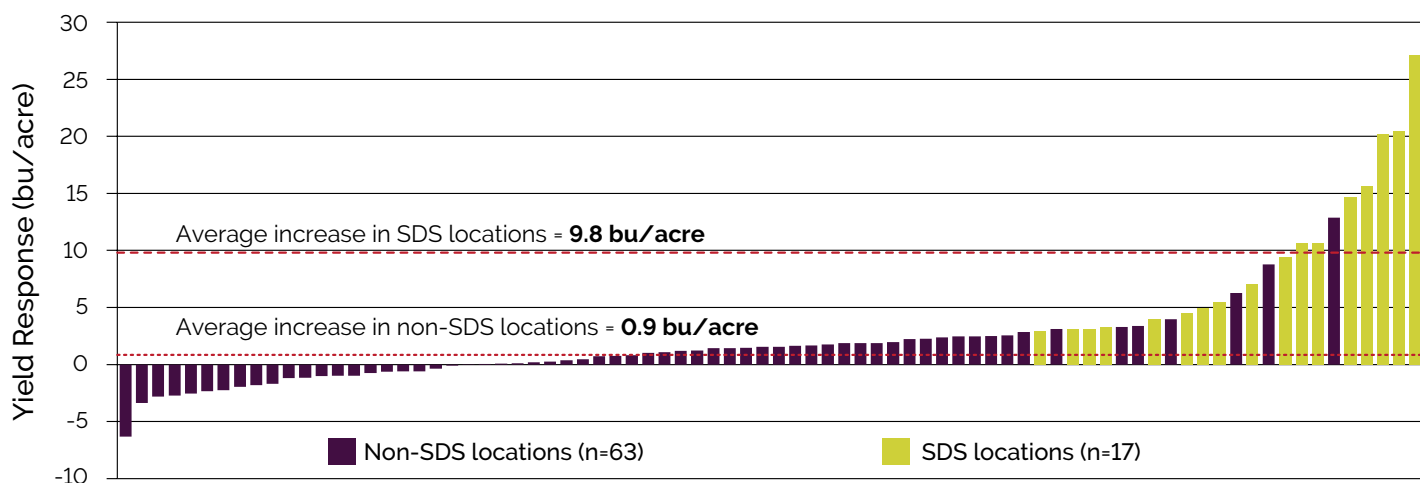 Yield Response (bu/acre)
30
25
20
15
10
5
0
-5
-10
Average increase in SDS locations = 9.8 bu/acre
Average increase in non-SDS locations = 0.9 bu/acre
Non-SDS locations (n=63)
SDS locations (n=17)